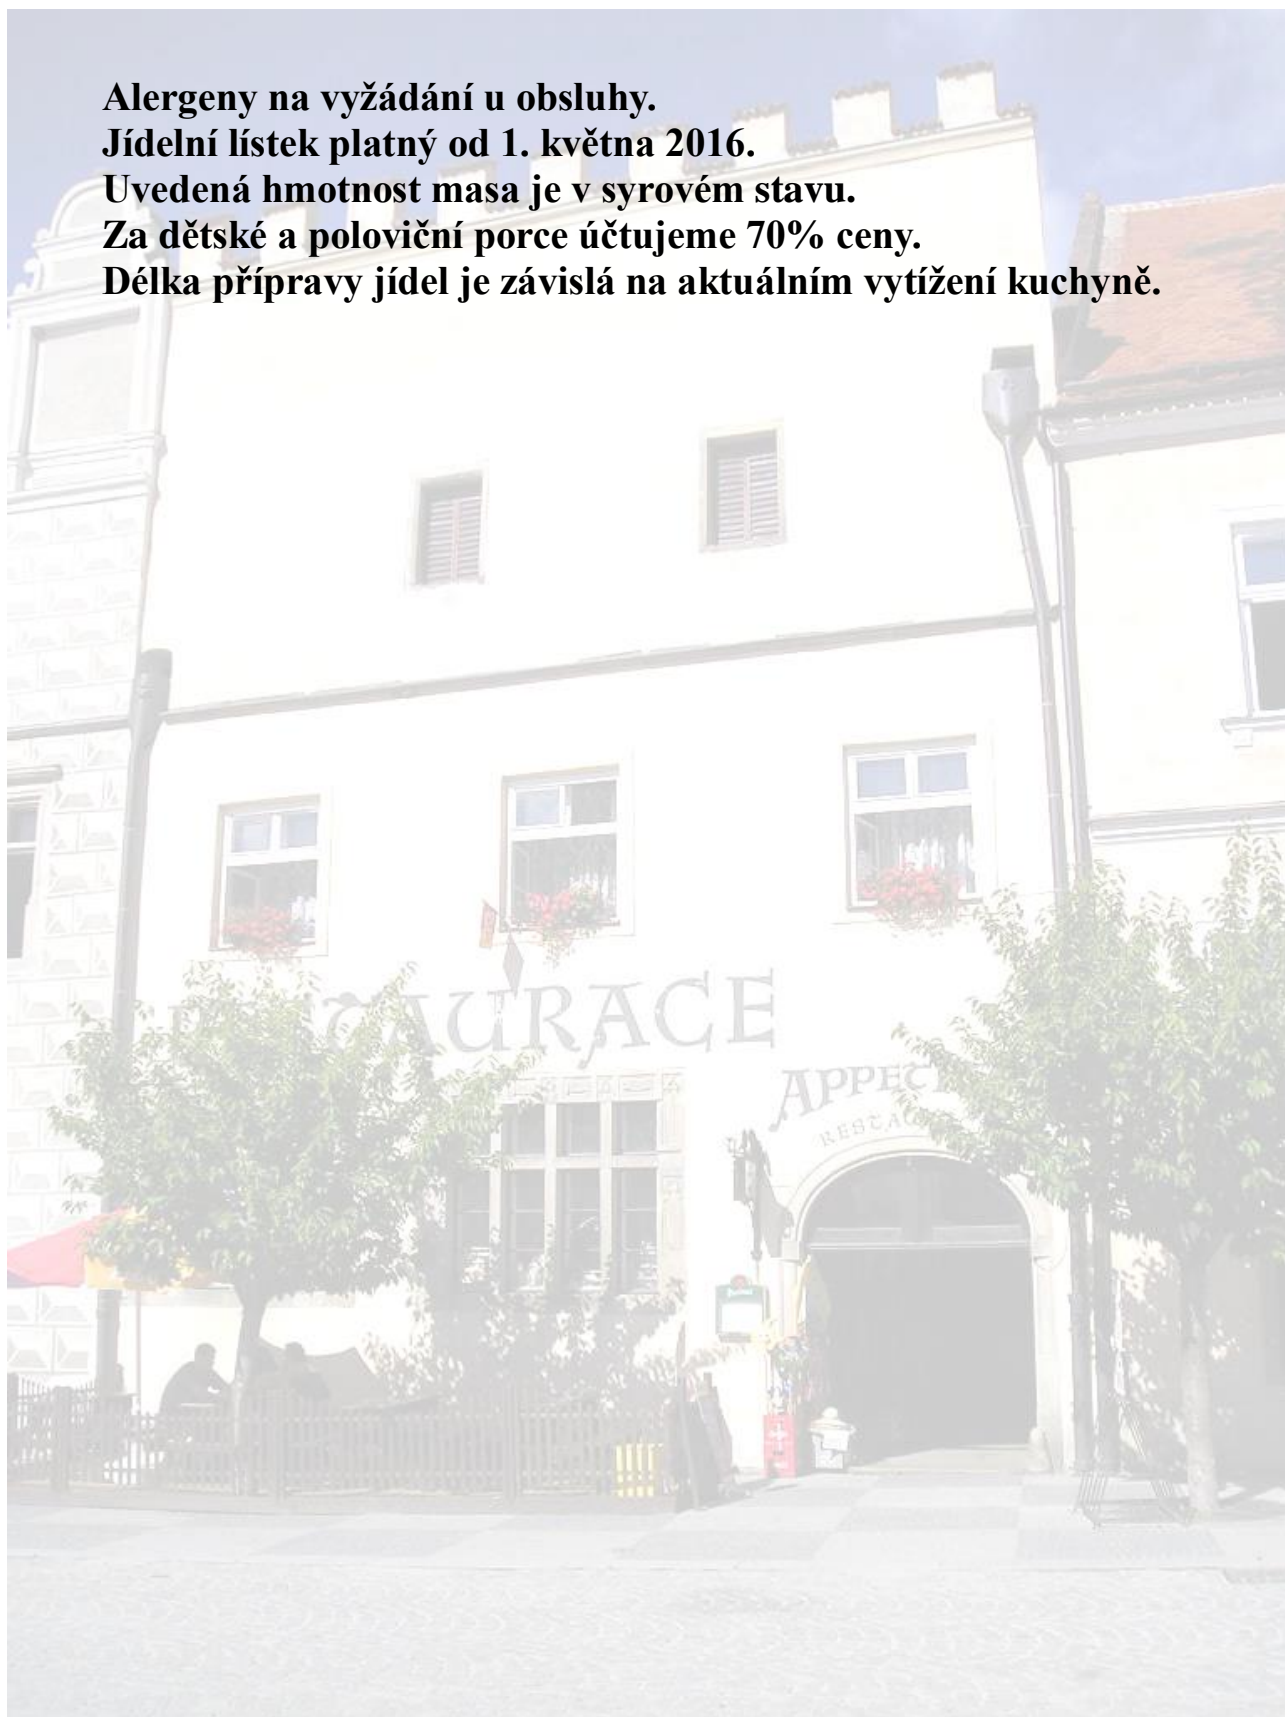 Alergeny na vyžádání u obsluhy.
Jídelní lístek platný od 1. května 2016.
Uvedená hmotnost masa je v syrovém stavu.
Za dětské a poloviční porce účtujeme 70% ceny.
Délka přípravy jídel je závislá na aktuálním vytížení kuchyně.